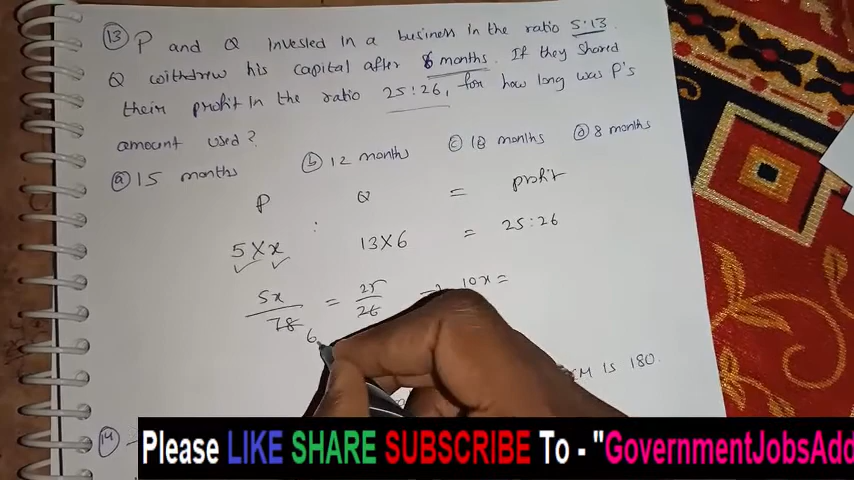 13 P and Q invested in a business in the ratio 5:13.
Q withdrew his capital after 6 months. If they shared
their profit in the ratio 25:26, for how long was P's
amount used?
a 15 months b 12 months c 18 months d 8 months
P : Q = profit
5 X x 13 X 6 = 25:26
5x/78 = 25/26 10x =
6
is 180.
14
Please LIKE SHARE SUBSCRIBE To - "GovernmentJobsAdd